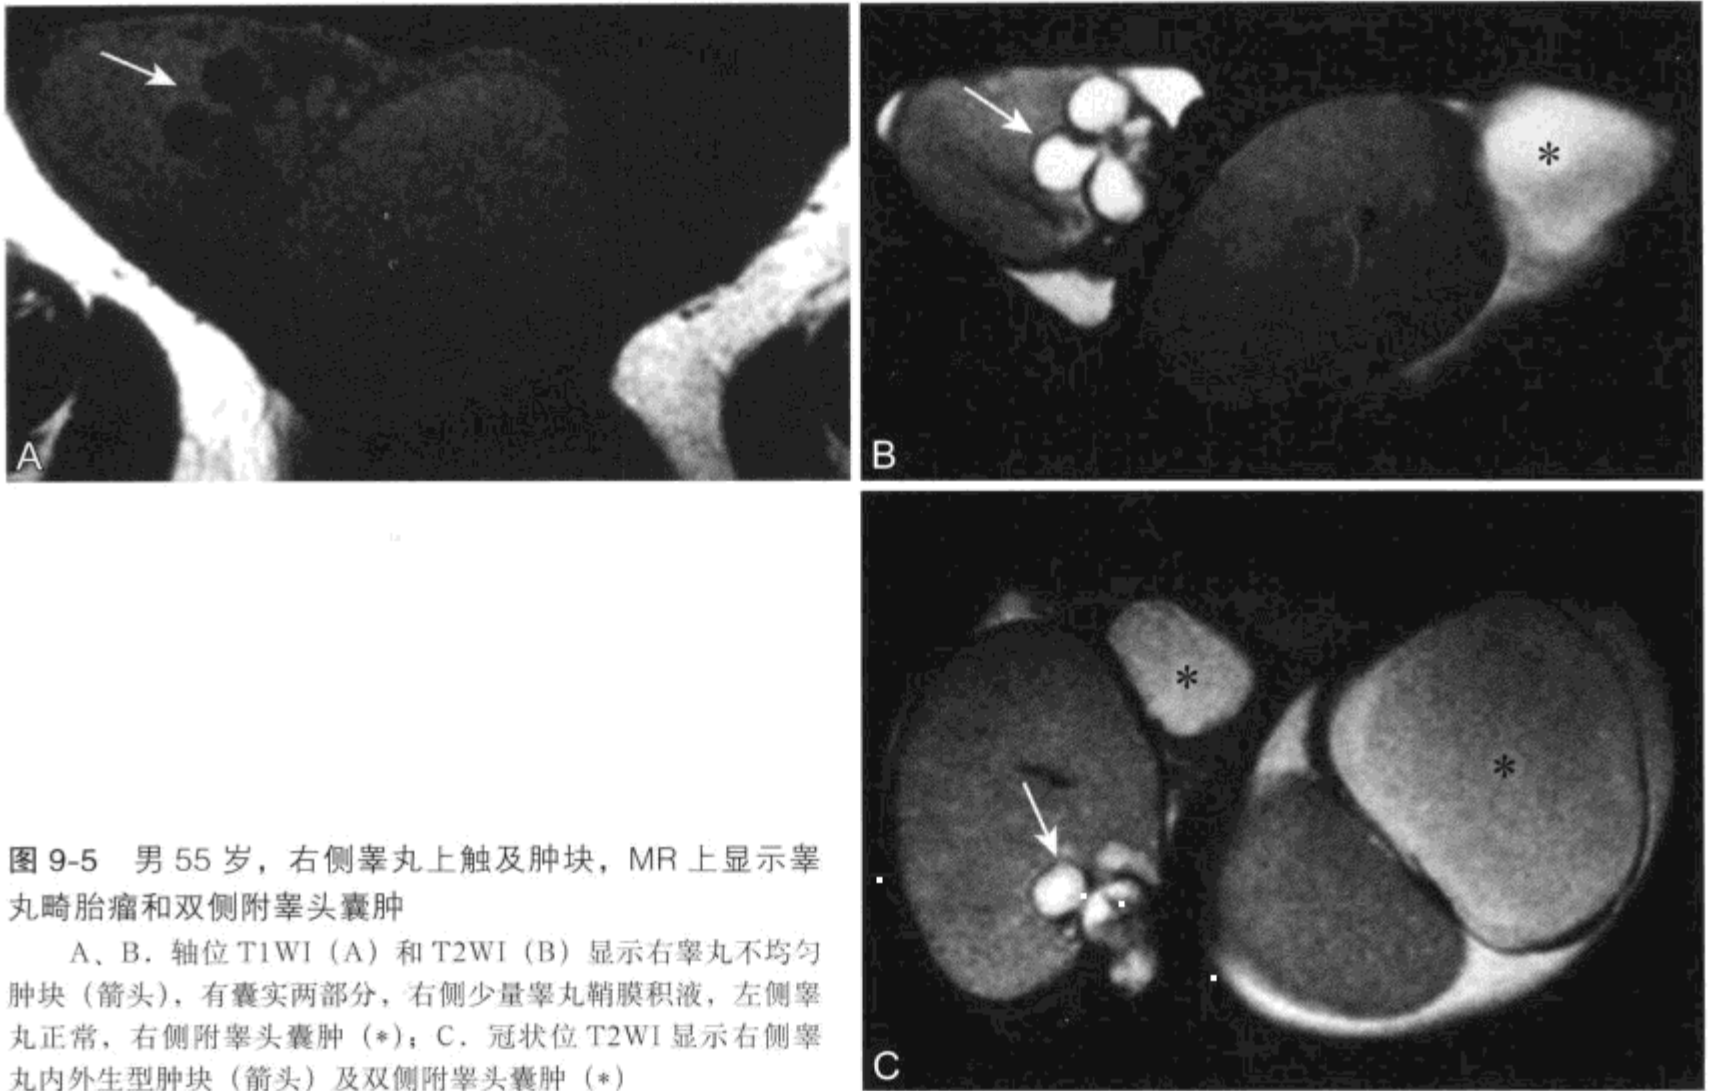 A
B
*
*
*
C
图 9-5 男 55 岁，右侧睾丸上触及肿块，MR 上显示睾
丸畸胎瘤和双侧附睾头囊肿
A、B．轴位 T1WI（A）和 T2WI（B）显示右睾丸不均匀
肿块（箭头），有囊实两部分，右侧少量睾丸鞘膜积液，左侧睾
丸正常，右侧附睾头囊肿（*）；C．冠状位 T2WI 显示右侧睾
丸内外生型肿块（箭头）及双侧附睾头囊肿（*）